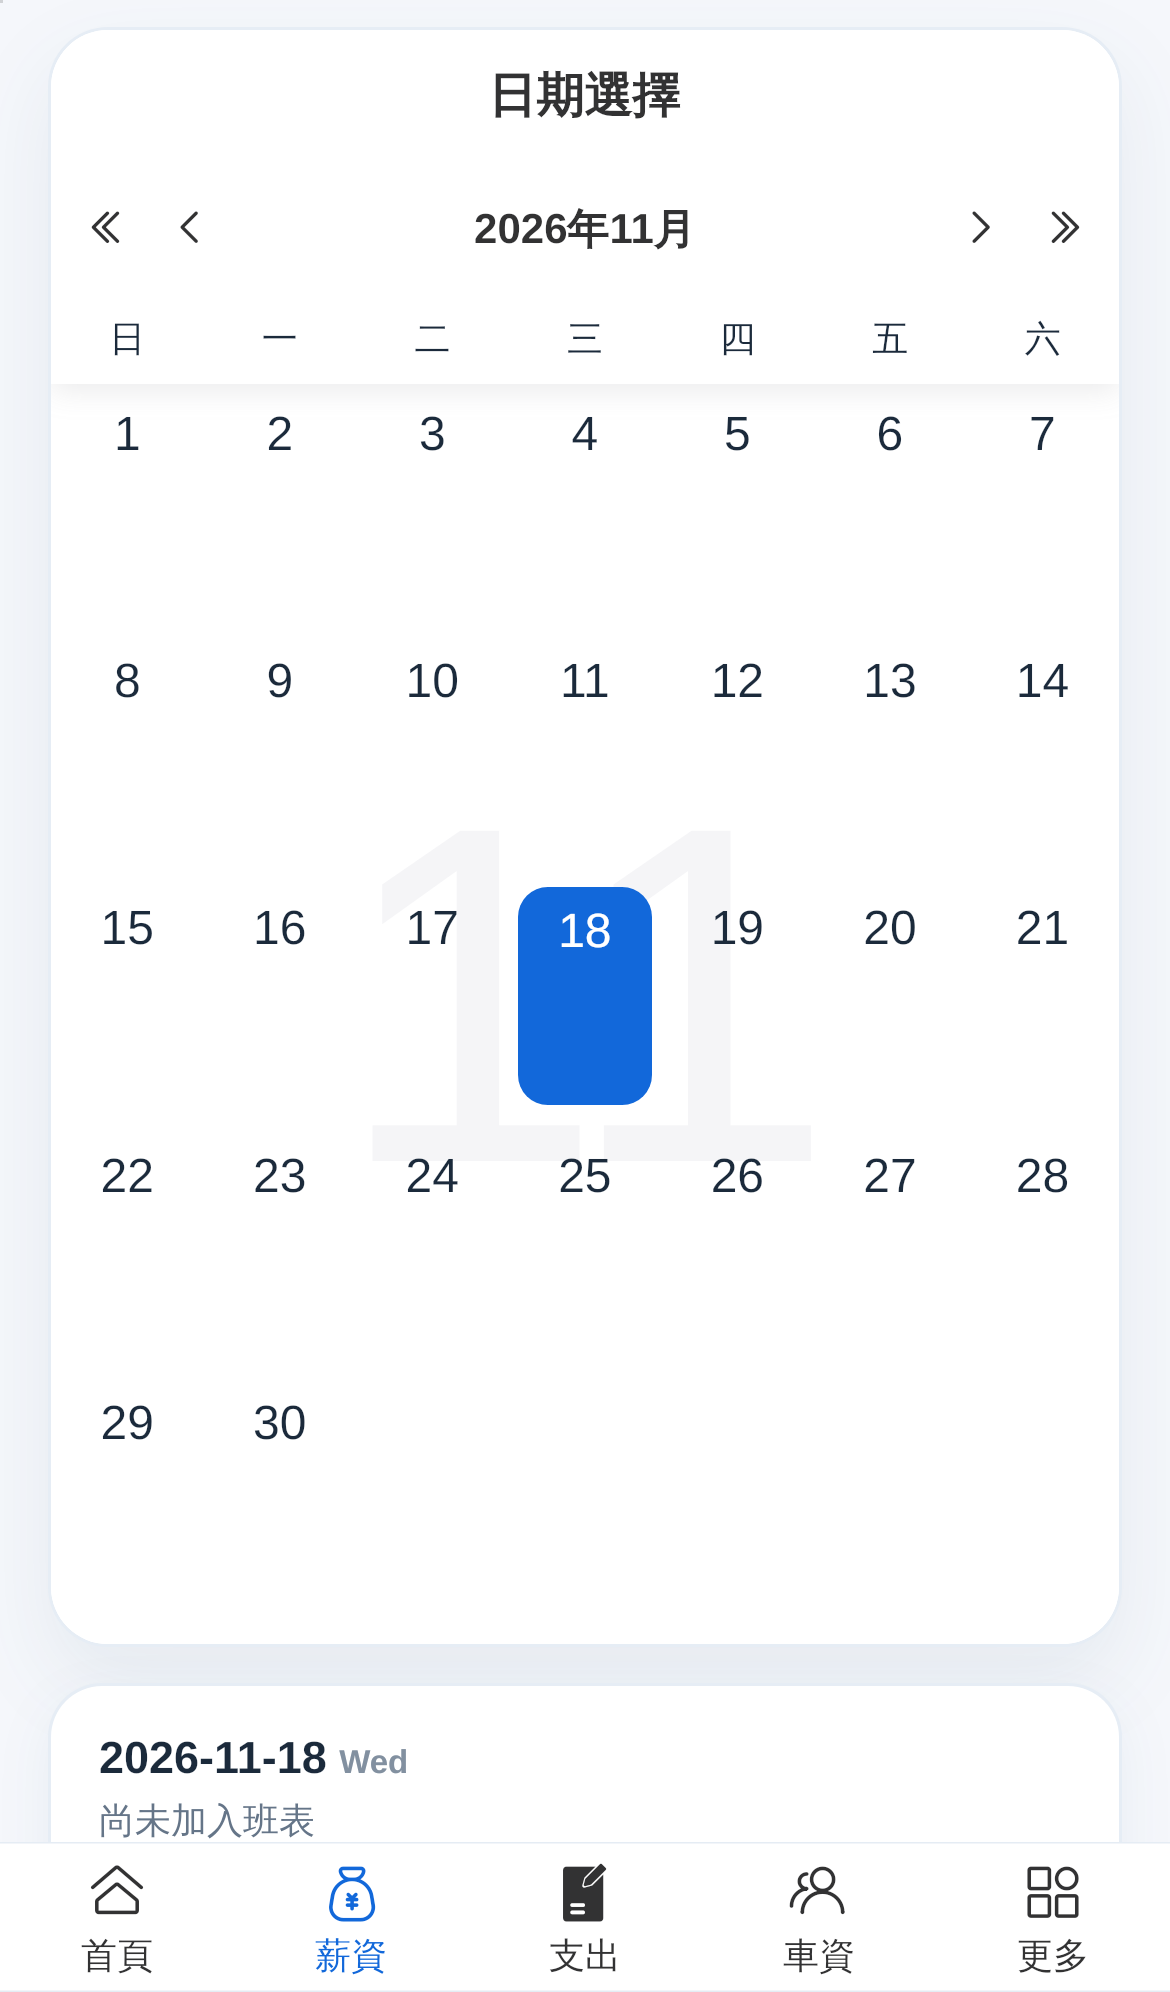 日期選擇
2026年11月
日 一 二 三 四 五 六
1 2 3 4 5 6 7
8 9 10 11 12 13 14
11
15 16 17 18 19 20 21
22 23 24 25 26 27 28
29 30
2026-11-18 Wed
尚未加入班表
首頁 薪資 支出 車資 更多